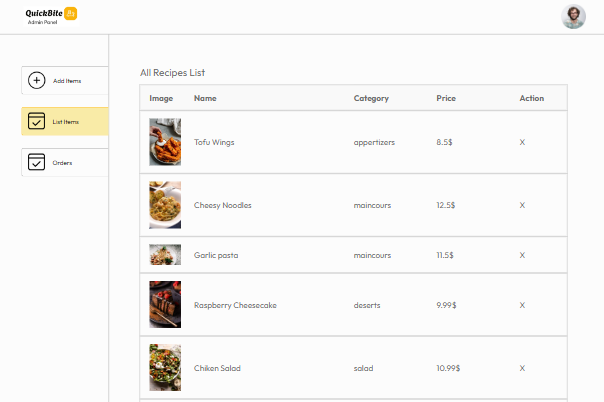 QuickBite
Admin Panel
Add Items
List Items
Orders
All Recipes List
Image Name Category Price Action
Tofu Wings appertizers 8.5$ X
Cheesy Noodles maincours 12.5$ X
Garlic pasta maincours 11.5$ X
Raspberry Cheesecake deserts 9.99$ X
Chiken Salad salad 10.99$ X